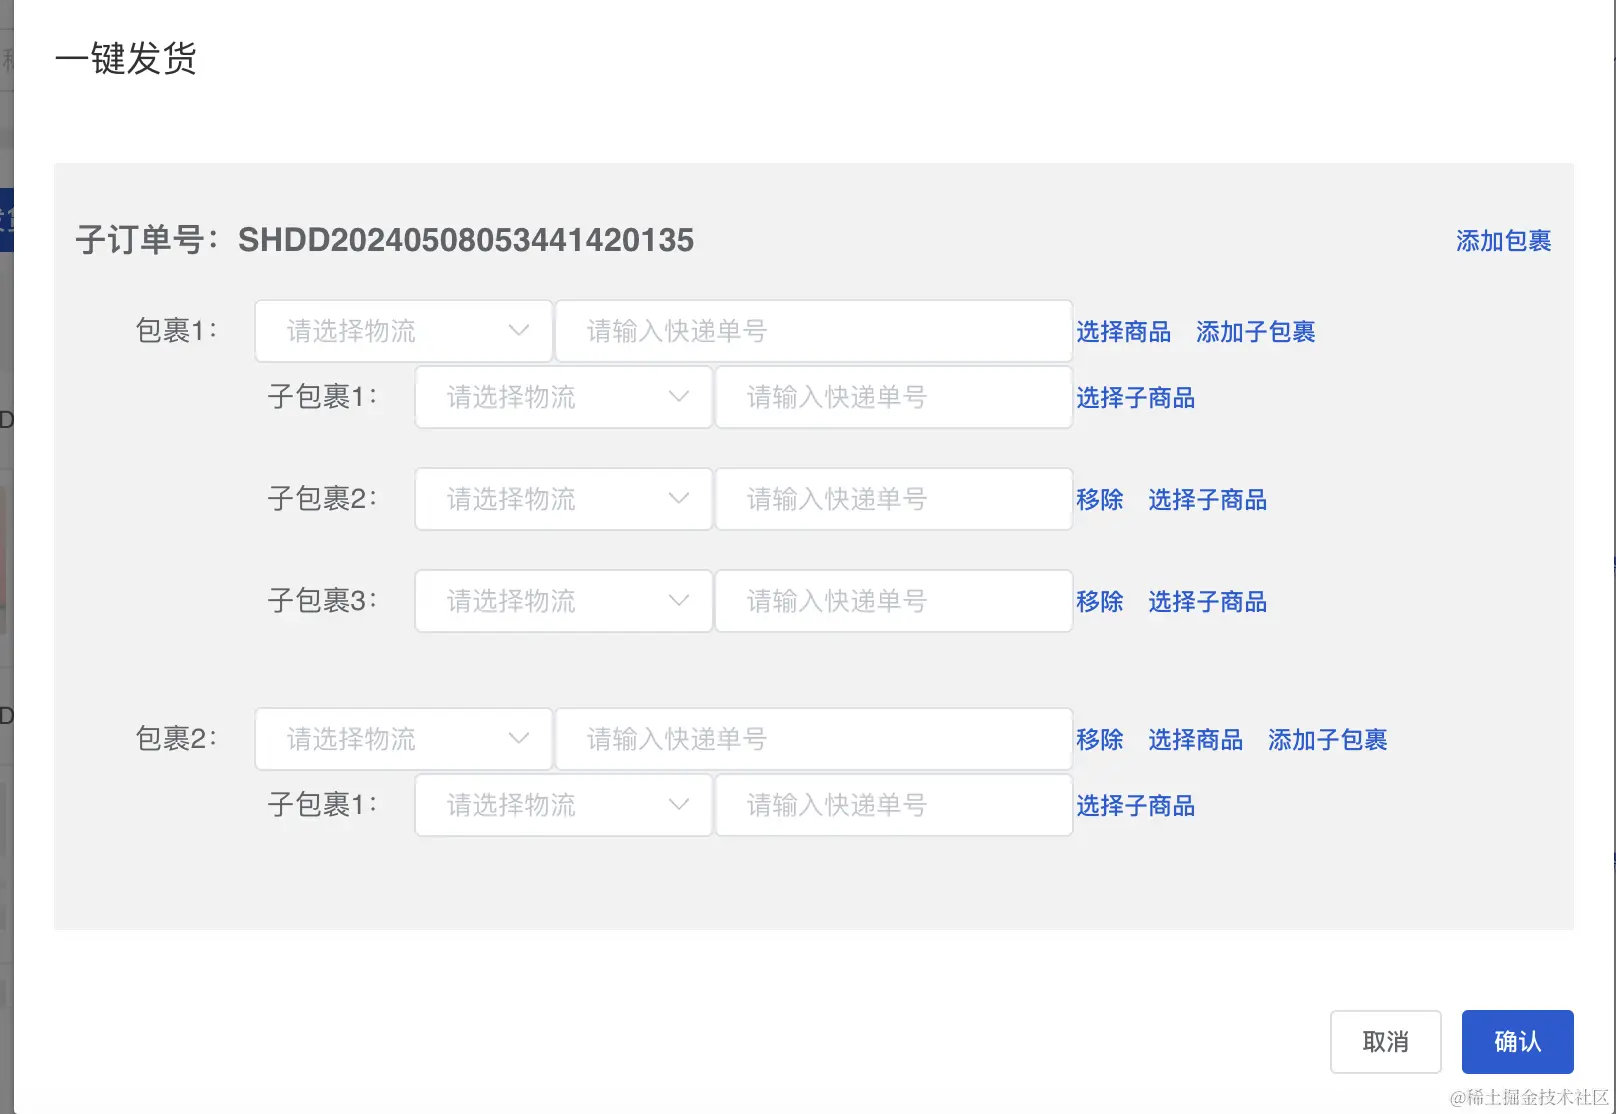 一键发货
子订单号：SHDD20240508053441420135 添加包裹
包裹1： 请选择物流 请输入快递单号 选择商品 添加子包裹
子包裹1： 请选择物流 请输入快递单号 选择子商品
子包裹2： 请选择物流 请输入快递单号 移除 选择子商品
子包裹3： 请选择物流 请输入快递单号 移除 选择子商品
包裹2： 请选择物流 请输入快递单号 移除 选择商品 添加子包裹
子包裹1： 请选择物流 请输入快递单号 选择子商品
取消 确认
@稀土掘金技术社区